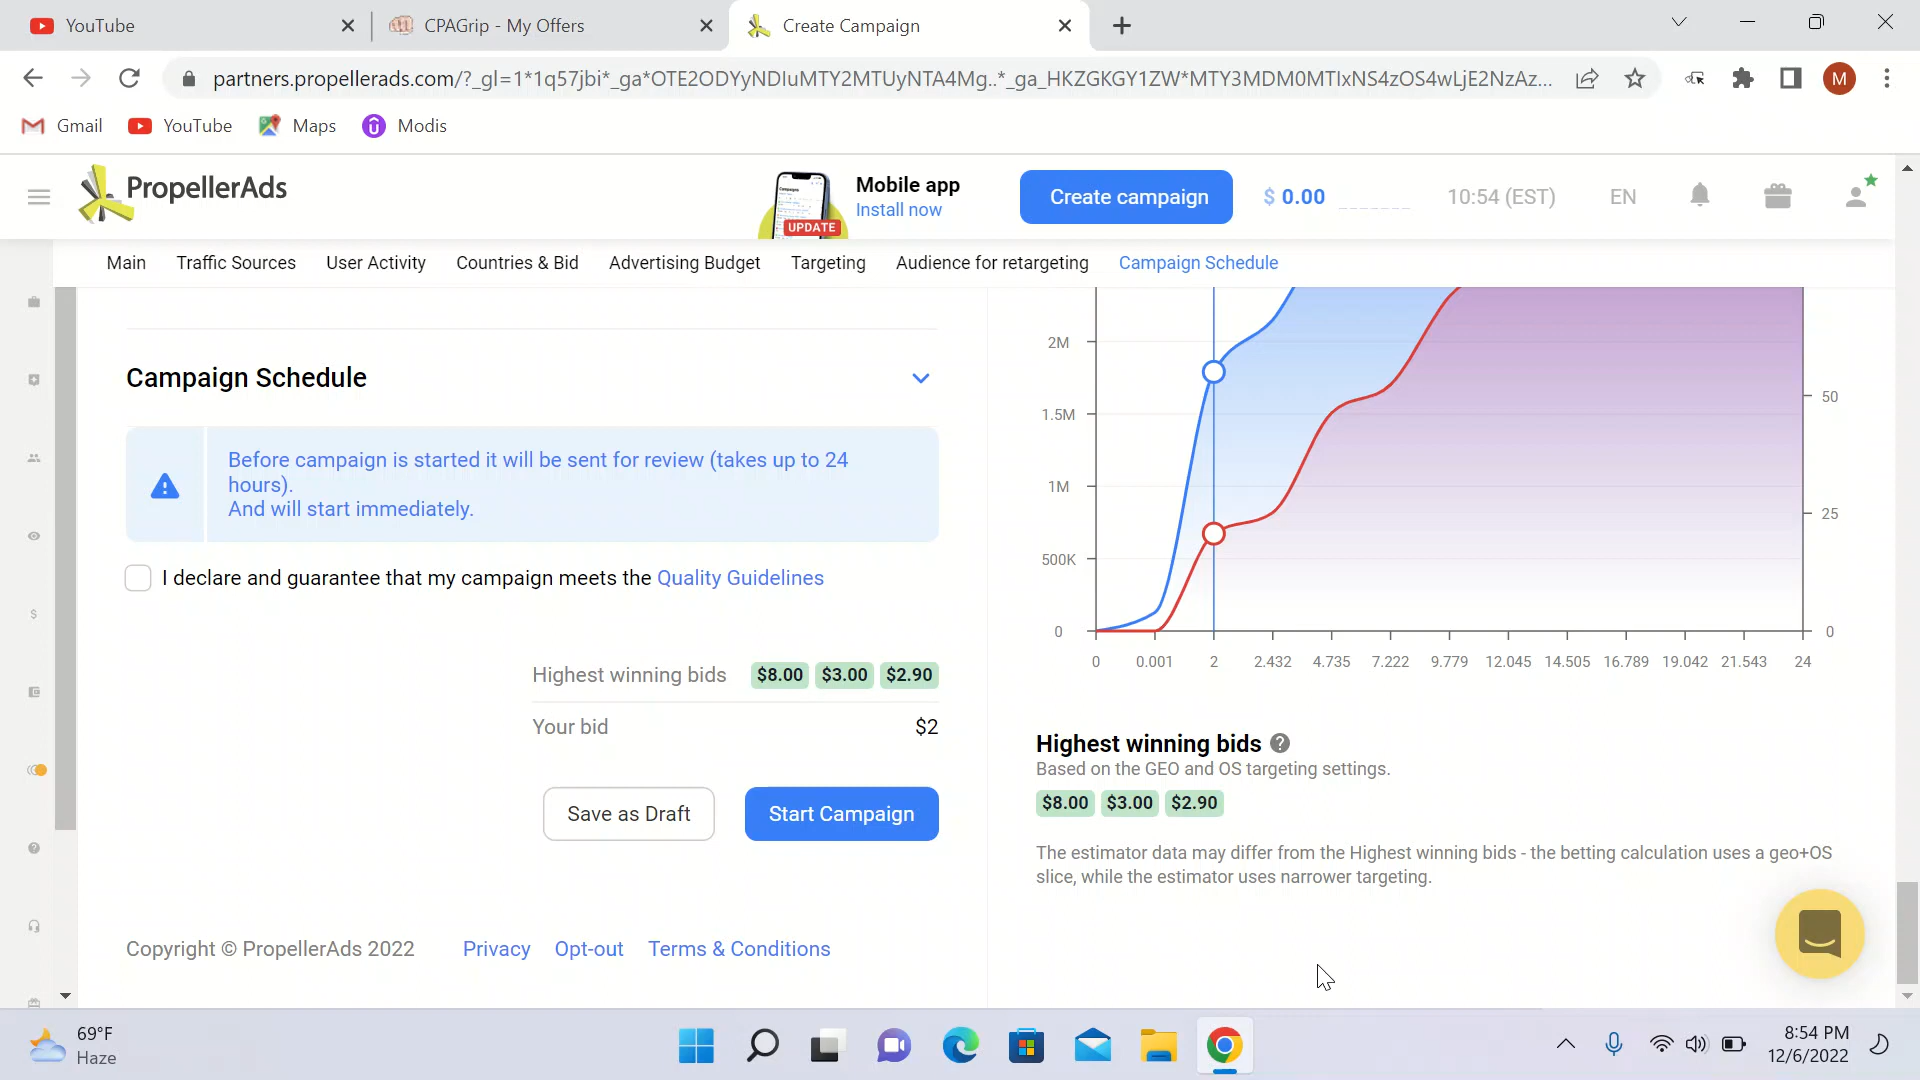 YouTube
CPAGrip - My Offers
Create Campaign
partners.propellerads.com/?_gl=1*1q57jbi*_ga*OTE2ODYyNDIuMTY2MTUyNTA4Mg..*_ga_HKZGKGY1ZW*MTY3MDM0MTIxNS4zOS4wLjE2NzAz...
M
Gmail
YouTube
Maps
Modis
PropellerAds
UPDATE
Mobile app
Install now
Create campaign
$ 0.00
10:54 (EST)
EN
Main
Traffic Sources
User Activity
Countries & Bid
Advertising Budget
Targeting
Audience for retargeting
Campaign Schedule
Campaign Schedule
Before campaign is started it will be sent for review (takes up to 24
hours).
And will start immediately.
I declare and guarantee that my campaign meets the Quality Guidelines
Highest winning bids $8.00 $3.00 $2.90
Your bid $2
Save as Draft
Start Campaign
Copyright © PropellerAds 2022
Privacy
Opt-out
Terms & Conditions
2M
1.5M
1M
500K
0
50
25
0
0 0.001 2 2.432 4.735 7.222 9.779 12.045 14.505 16.789 19.042 21.543 24
Highest winning bids ?
Based on the GEO and OS targeting settings.
$8.00 $3.00 $2.90
The estimator data may differ from the Highest winning bids - the betting calculation uses a geo+OS
slice, while the estimator uses narrower targeting.
69°F
Haze
8:54 PM
12/6/2022